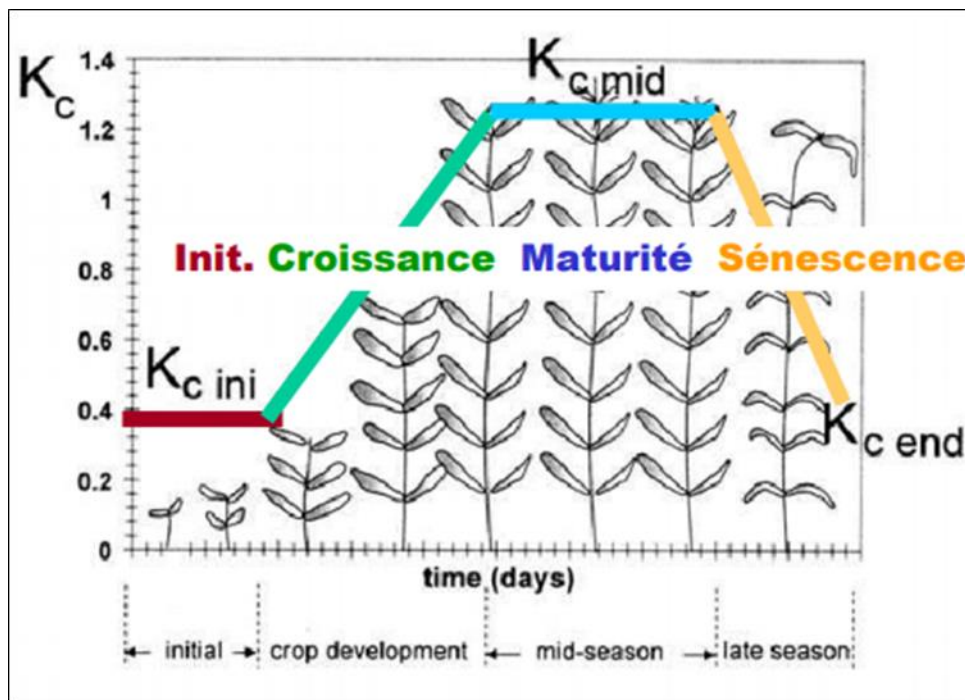 Kc
1.4
Kc mid
1.2
1
Init. Croissance Maturité Sénescence
0.8
0.6
Kc ini
0.4
Kc end
0.2
0
time (days)
initial crop development mid-season late season